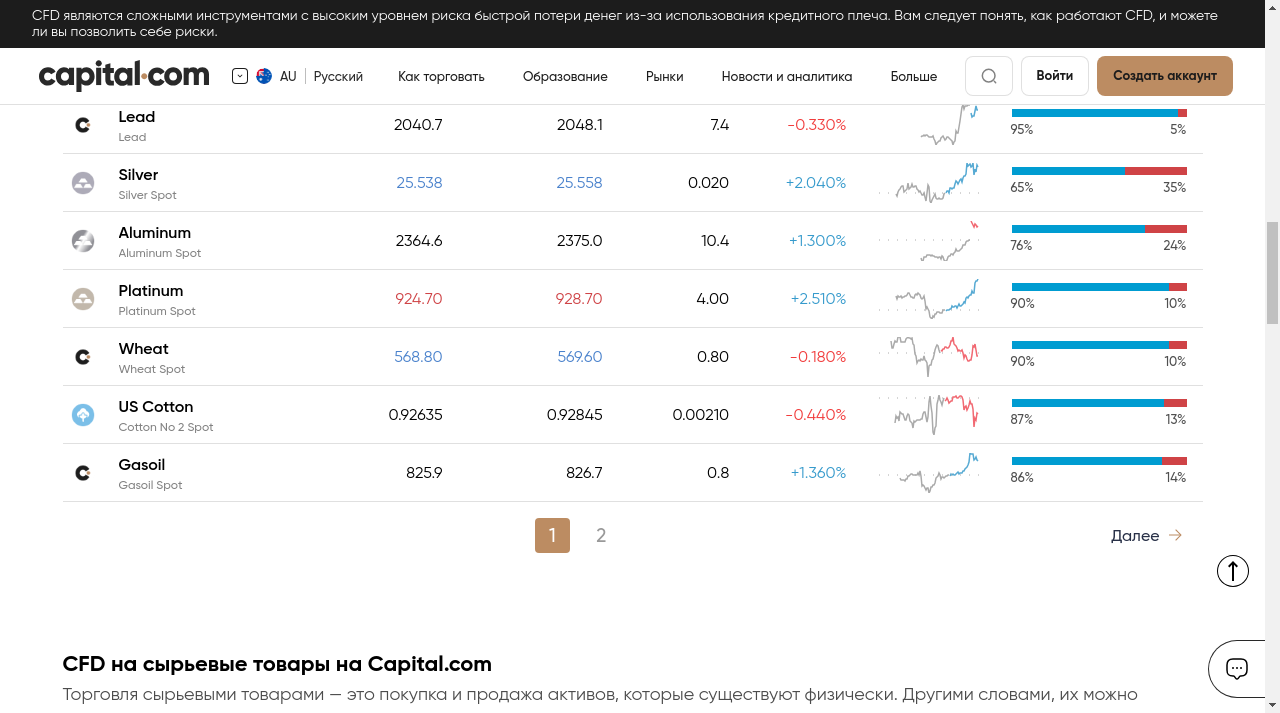 CFD являются сложными инструментами с высоким уровнем риска быстрой потери денег из-за использования кредитного плеча. Вам следует понять, как работают CFD, и можете
ли вы позволить себе риски.
capital.com AU Русский Как торговать Образование Рынки Новости и аналитика Больше Войти Создать аккаунт
Lead 2040.7 2048.1 7.4 -0.330%
Lead 95% 5%
Silver 25.538 25.558 0.020 +2.040%
Silver Spot 65% 35%
Aluminum 2364.6 2375.0 10.4 +1.300%
Aluminum Spot 76% 24%
Platinum 924.70 928.70 4.00 +2.510%
Platinum Spot 90% 10%
Wheat 568.80 569.60 0.80 -0.180%
Wheat Spot 90% 10%
US Cotton 0.92635 0.92845 0.00210 -0.440%
Cotton No 2 Spot 87% 13%
Gasoil 825.9 826.7 0.8 +1.360%
Gasoil Spot 86% 14%
1 2 Далее
CFD на сырьевые товары на Capital.com
Торговля сырьевыми товарами — это покупка и продажа активов, которые существуют физически. Другими словами, их можно